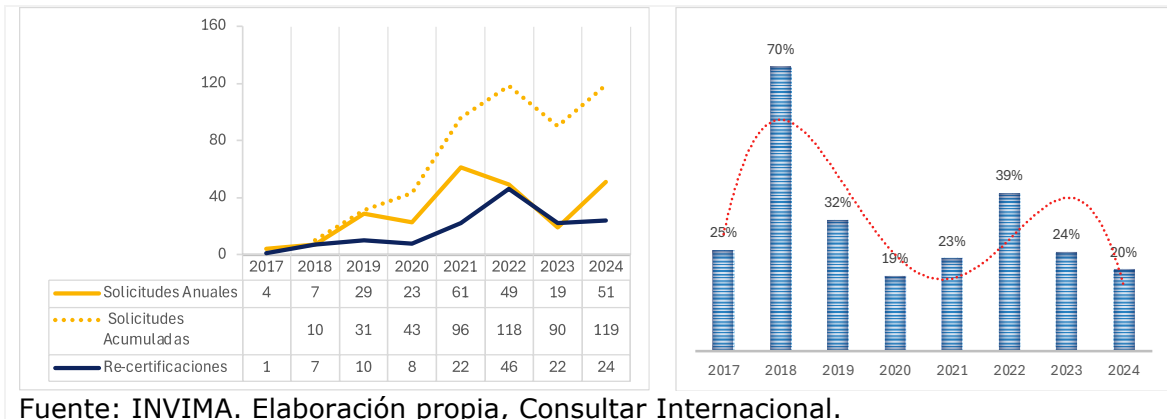 160
120
80
40
0
2017 2018 2019 2020 2021 2022 2023 2024
Solicitudes Anuales 4 7 29 23 61 49 19 51
Solicitudes
Acumuladas 10 31 43 96 118 90 119
Re-certificaciones 1 7 10 8 22 46 22 24
25% 70% 32% 19% 23% 39% 24% 20%
2017 2018 2019 2020 2021 2022 2023 2024
Fuente: INVIMA. Elaboración propia, Consultar Internacional.